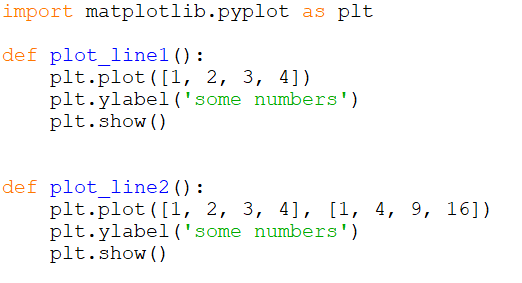 import matplotlib.pyplot as plt
def plot_line1():
    plt.plot([1, 2, 3, 4])
    plt.ylabel('some numbers')
    plt.show()
def plot_line2():
    plt.plot([1, 2, 3, 4], [1, 4, 9, 16])
    plt.ylabel('some numbers')
    plt.show()